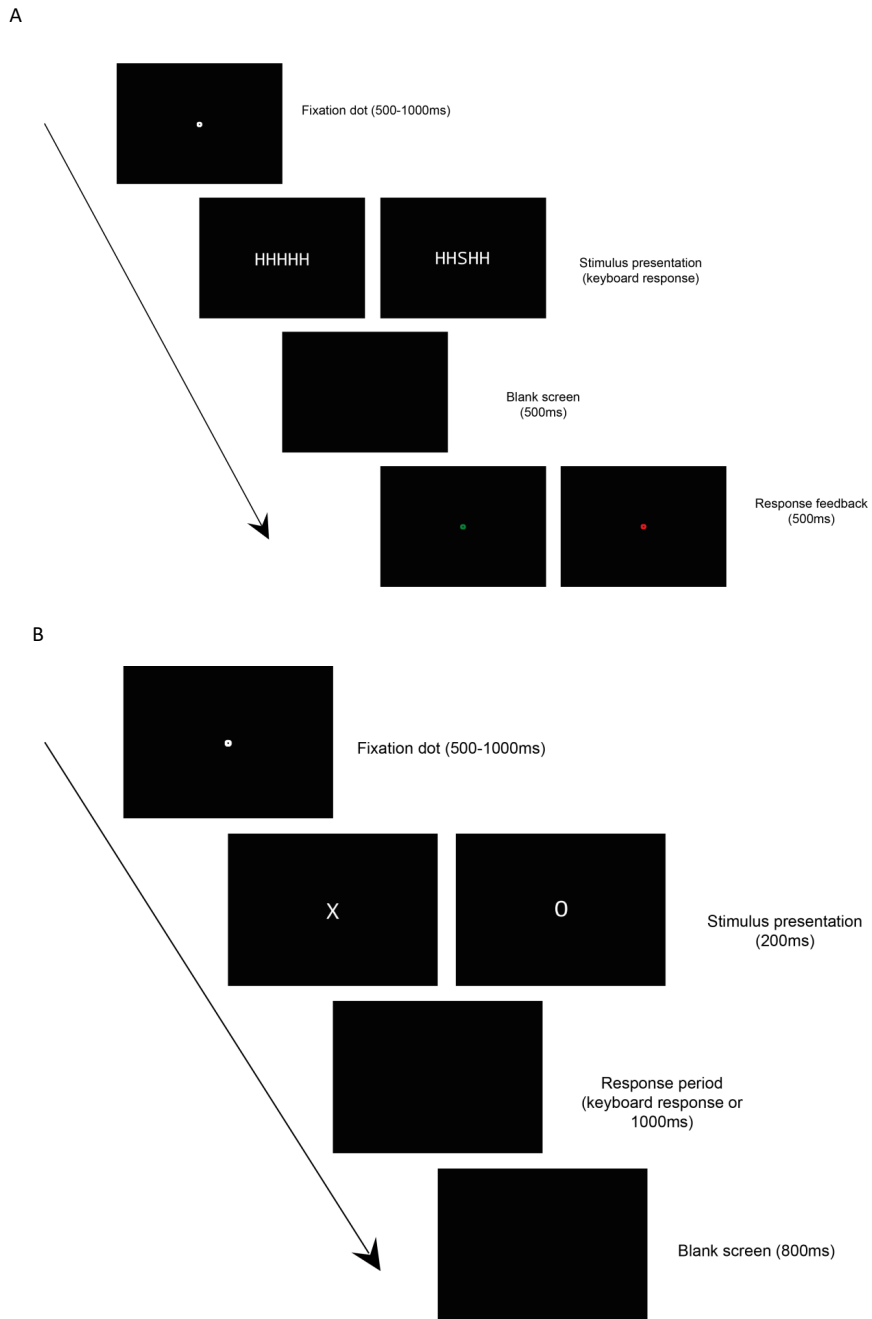 A
Fixation dot (500-1000ms)
HHHHH
HHSHH
Stimulus presentation
(keyboard response)
Blank screen
(500ms)
Response feedback
(500ms)
B
Fixation dot (500-1000ms)
X
O
Stimulus presentation
(200ms)
Response period
(keyboard response or
1000ms)
Blank screen (800ms)